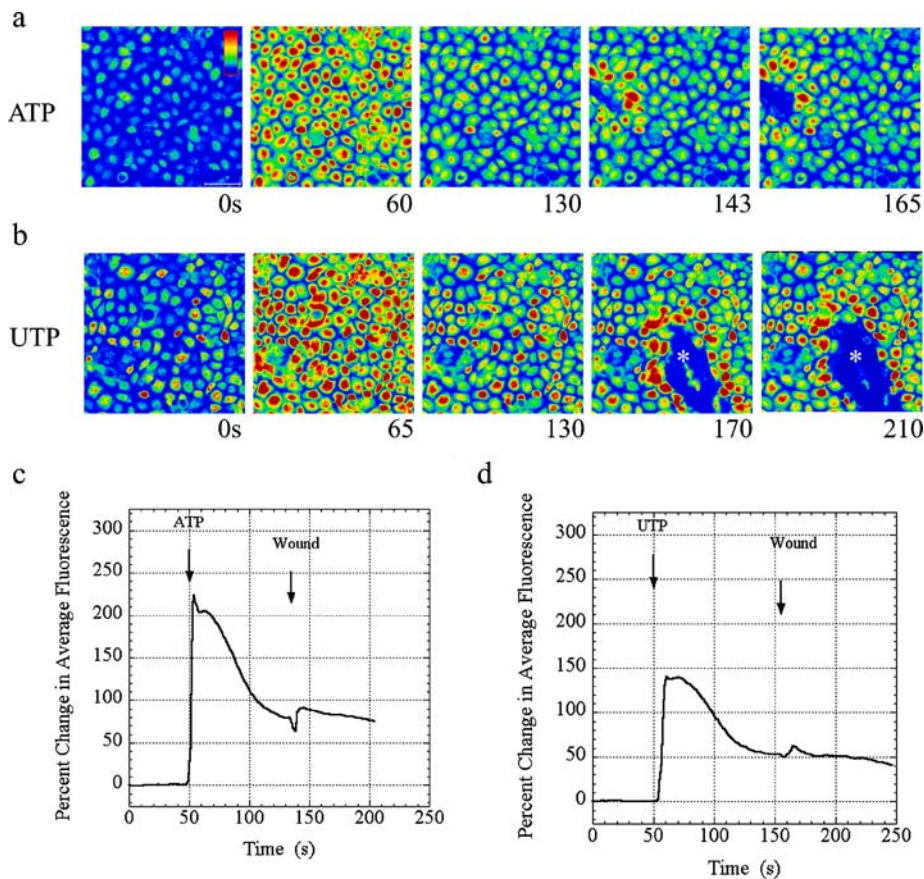 a
ATP
0s 60 130 143 165
b
UTP
* *
0s 65 130 170 210
c
Percent Change in Average Fluorescence
300
250
200
150
100
50
0
ATP
Wound
0 50 100 150 200 250
Time (s)
d
Percent Change in Average Fluorescence
300
250
200
150
100
50
0
UTP
Wound
0 50 100 150 200 250
Time (s)